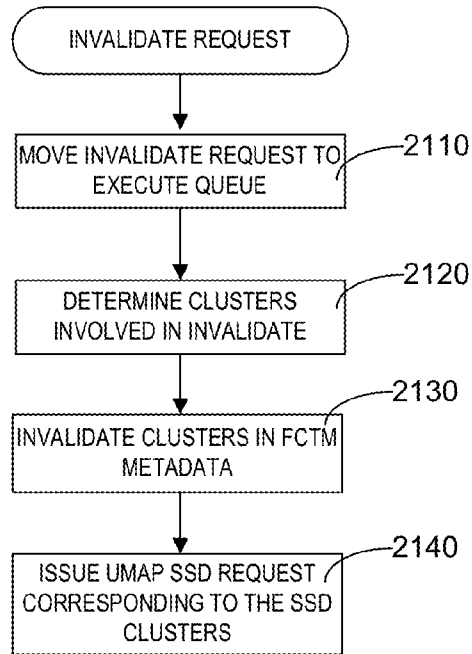 INVALIDATE REQUEST
MOVE INVALIDATE REQUEST TO
EXECUTE QUEUE
2110
DETERMINE CLUSTERS
INVOLVED IN INVALIDATE
2120
INVALIDATE CLUSTERS IN FCTM
METADATA
2130
ISSUE UMAP SSD REQUEST
CORRESPONDING TO THE SSD
CLUSTERS
2140